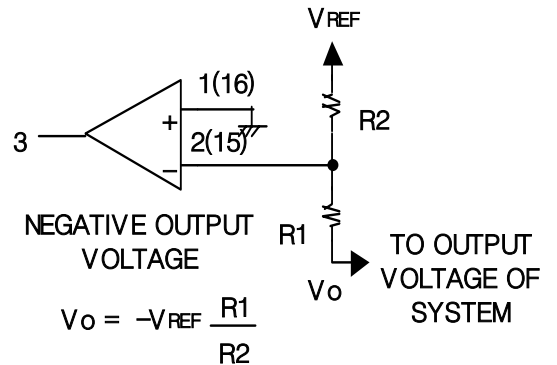 VREF
1(16)
+
R2
3
2(15)
−
NEGATIVE OUTPUT
VOLTAGE
R1
TO OUTPUT
VOLTAGE OF
SYSTEM
Vo
Vo = -VREF R1
R2